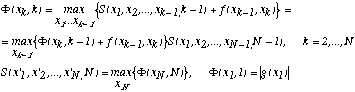 Φ(x_k, k) = max_{x_1...x_{k-1}} {S(x_1, x_2, ..., x_{k-1}, k-1) + f(x_{k-1}, x_k)} =
= max_{x_{k-1}} {Φ(x_k, k-1) + f(x_{k-1}, x_k)} S(x_1, x_2, ..., x_{N-1}, N-1), k = 2, ..., N
S(x'_1, x'_2, ..., x'_N, N) = max_{x_N} {Φ(x_N, N)}, Φ(x_1, 1) = |g(x_1)|